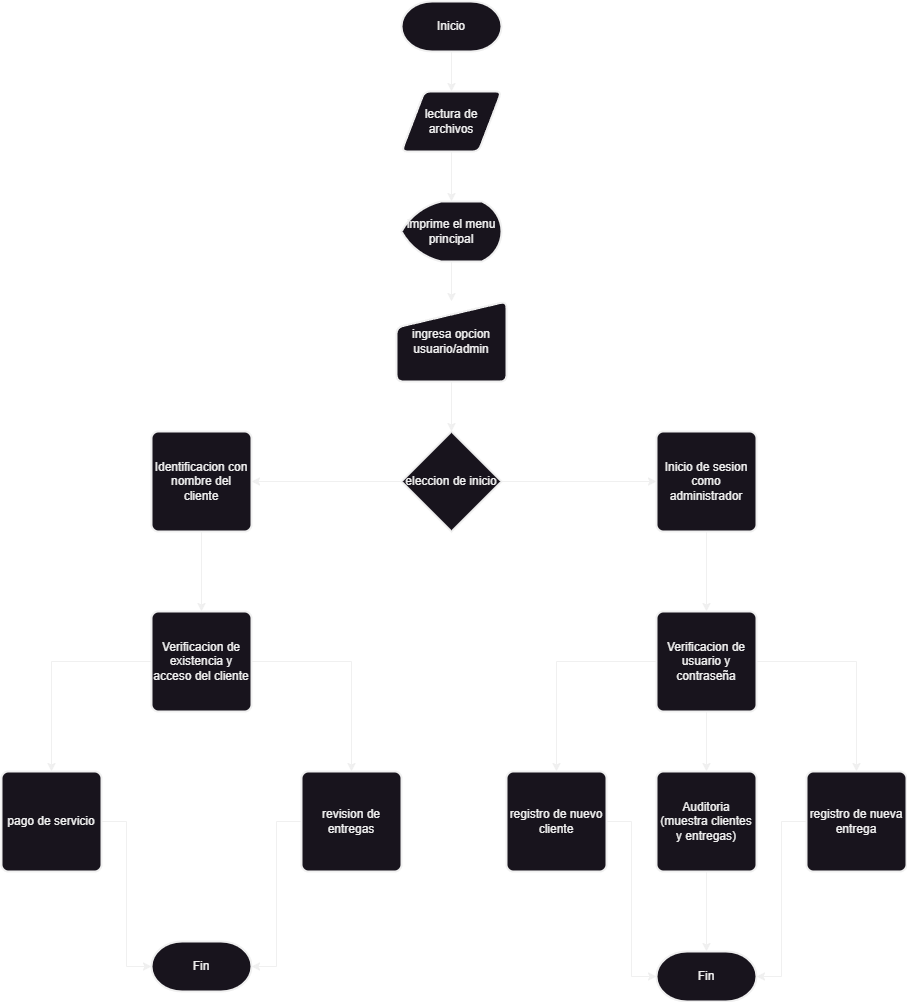 Inicio
lectura de
archivos
imprime el menu
principal
ingresa opcion
usuario/admin
Identificacion con
nombre del
cliente
eleccion de inicio
Inicio de sesion
como
administrador
Verificacion de
existencia y
acceso del cliente
Verificacion de
usuario y
contraseña
pago de servicio
revision de
entregas
registro de nuevo
cliente
Auditoria
(muestra clientes
y entregas)
registro de nueva
entrega
Fin
Fin